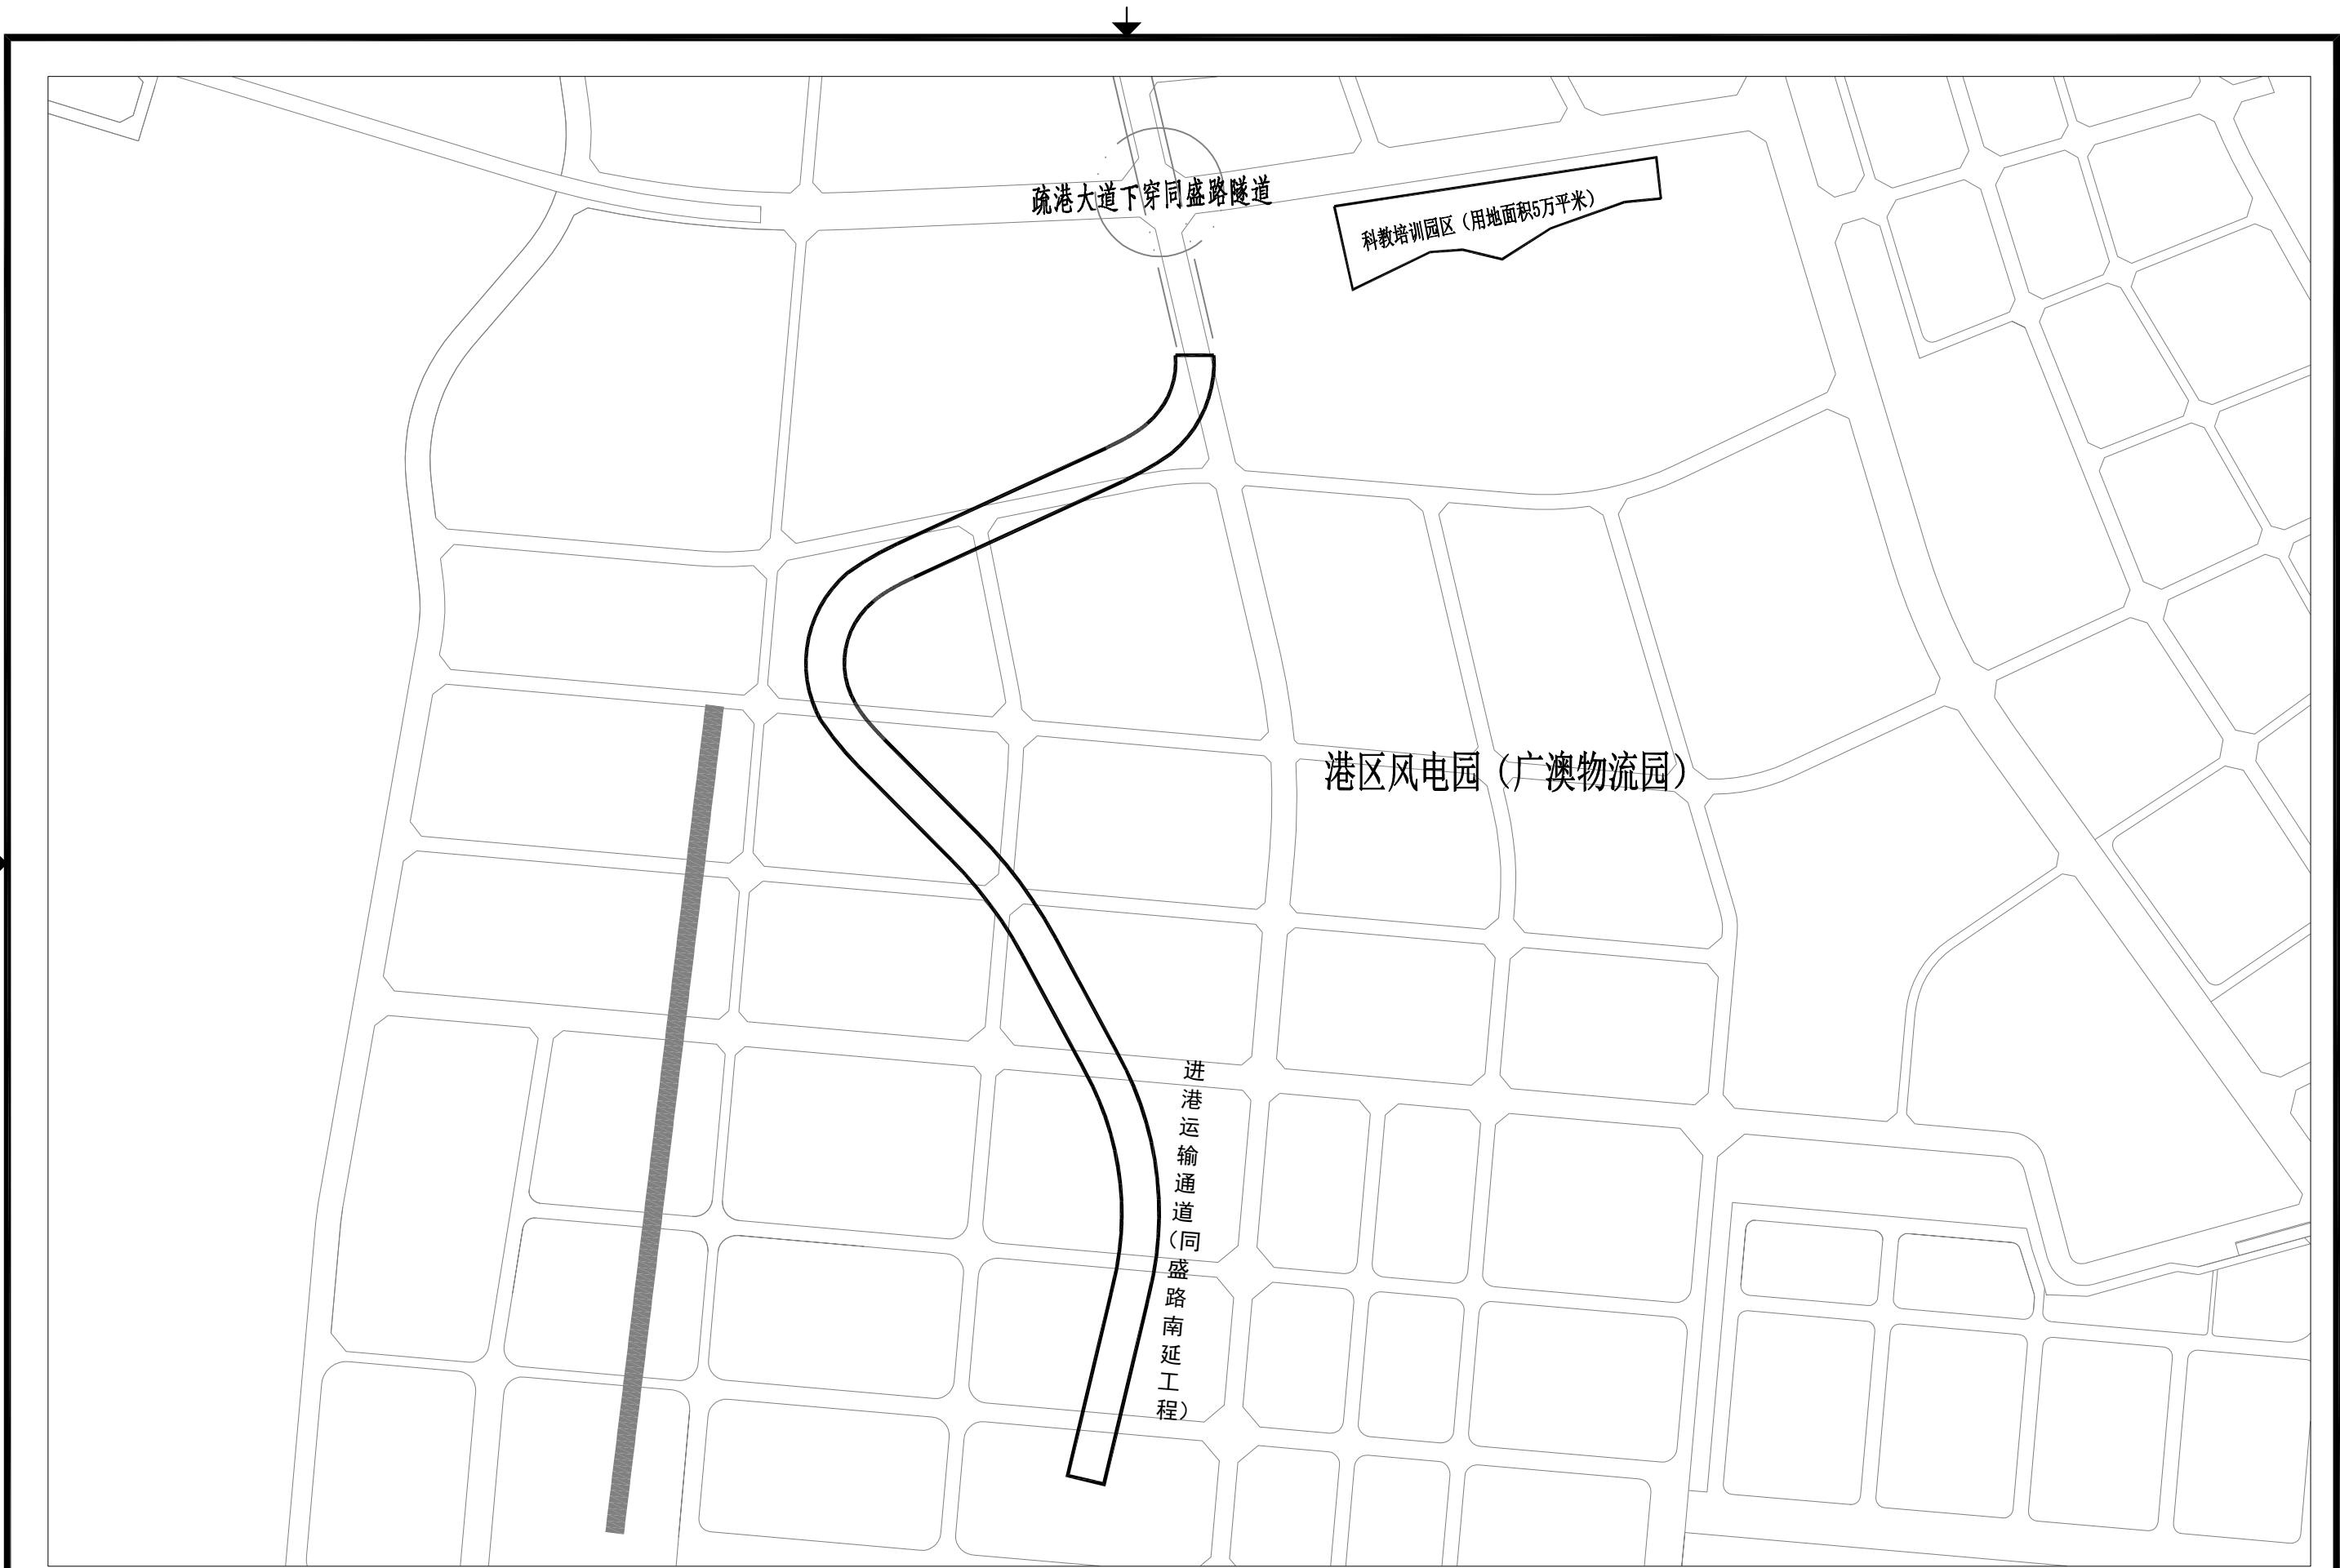 疏港大道下穿同盛路隧道
科教培训园区（用地面积5万平米）
港区风电园（广澳物流园）
进港运输通道（同盛路南延工程）